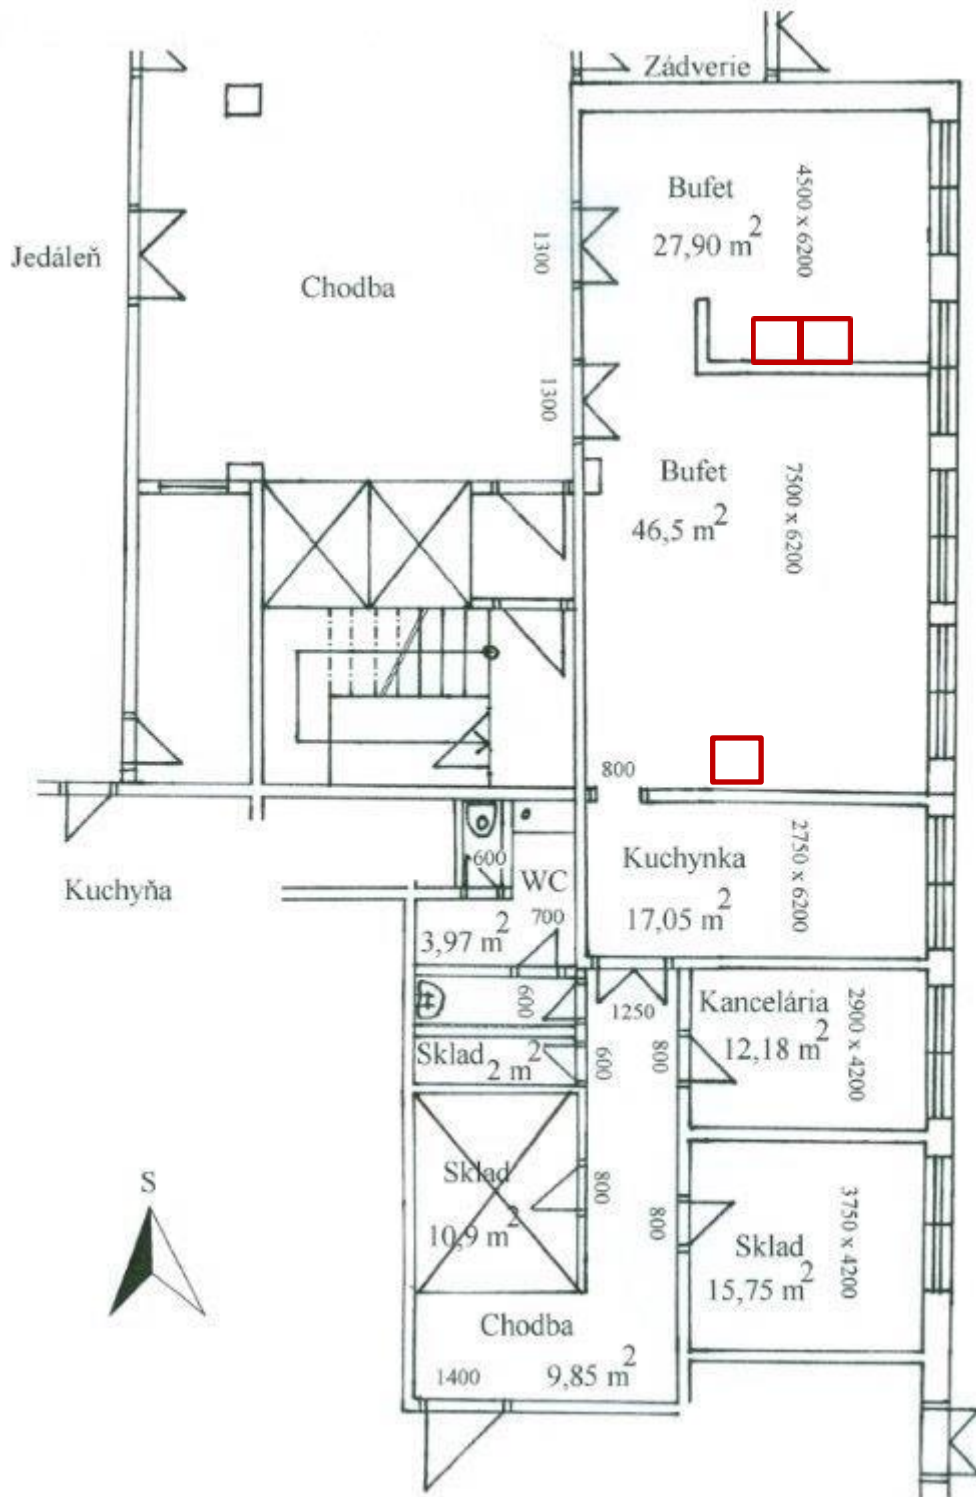 Zádverie
Bufet
27,90 m²
4500 x 6200
Jedáleň
Chodba
1300
1300
Bufet
46,5 m²
7500 x 6200
800
Kuchyňa
600
WC
700
3,97 m²
Kuchynka
17,05 m²
2750 x 6200
600
1250
Kancelária
12,18 m²
2900 x 4200
Sklad
2 m²
600
800
S
Sklad
10,9 m²
800
800
Sklad
15,75 m²
3750 x 4200
Chodba
9,85 m²
1400